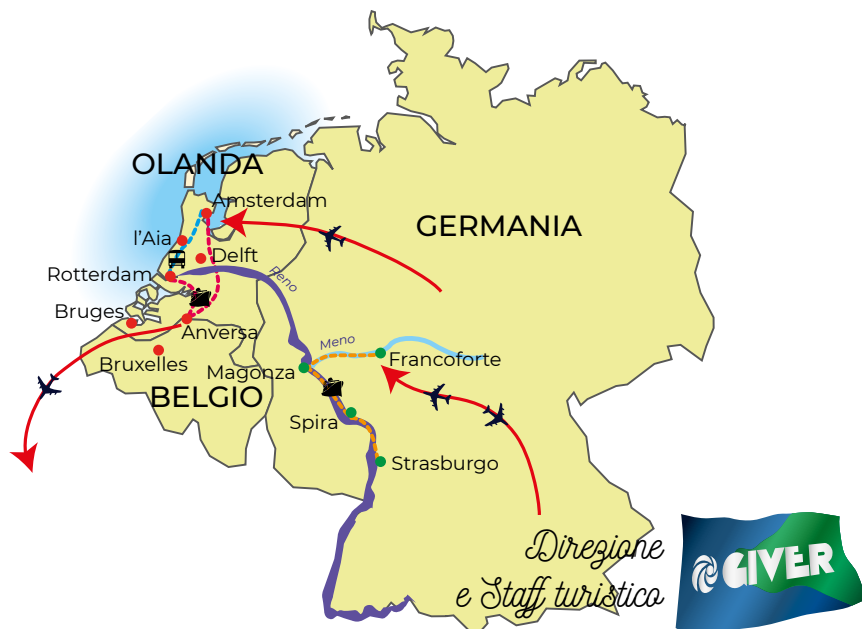 OLANDA
Amsterdam
GERMANIA
l'Aia
Delft
Rotterdam
Reno
Bruges
Anversa
Meno
Francoforte
Bruxelles
Magonza
BELGIO
Spira
Strasburgo
Direzione
e Staff turistico
GIVER